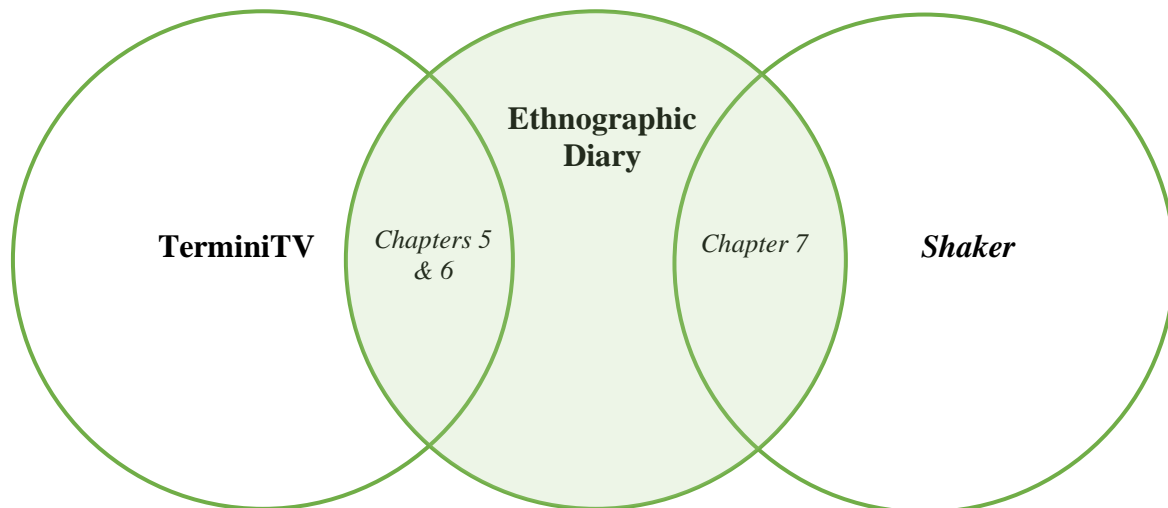 Ethnographic
Diary
TerminiTV
Chapters 5
& 6
Chapter 7
Shaker